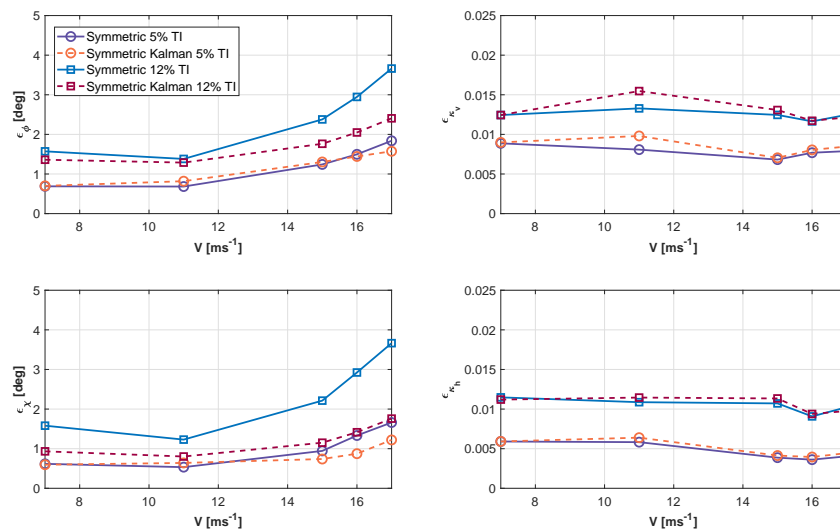 5
4
3
2
1
0
ϵ_ϕ [deg]
Symmetric 5% TI
Symmetric Kalman 5% TI
Symmetric 12% TI
Symmetric Kalman 12% TI
8 10 12 14 16
V [ms⁻¹]
0.025
0.02
0.015
0.01
0.005
0
ϵ_κ_v
8 10 12 14 16
V [ms⁻¹]
5
4
3
2
1
0
ϵ_χ [deg]
8 10 12 14 16
V [ms⁻¹]
0.025
0.02
0.015
0.01
0.005
0
ϵ_κ_h
8 10 12 14 16
V [ms⁻¹]